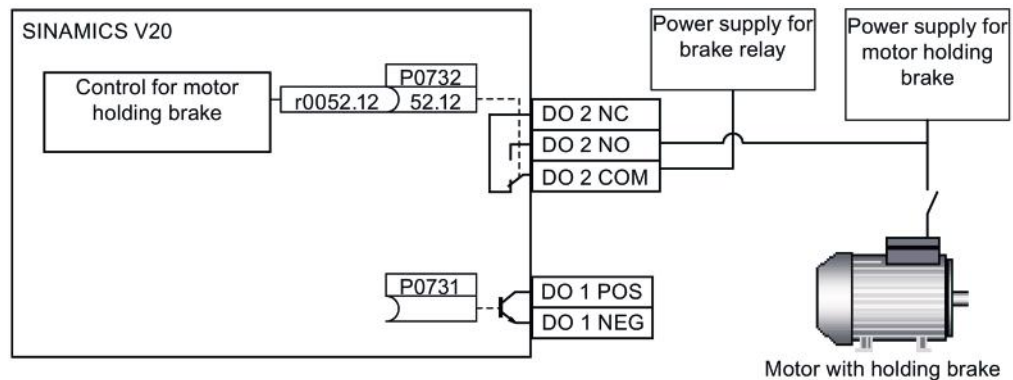 SINAMICS V20
Control for motor
holding brake
r0052.12
P0732
52.12
DO 2 NC
DO 2 NO
DO 2 COM
P0731
DO 1 POS
DO 1 NEG
Power supply for
brake relay
Power supply for
motor holding
brake
Motor with holding brake